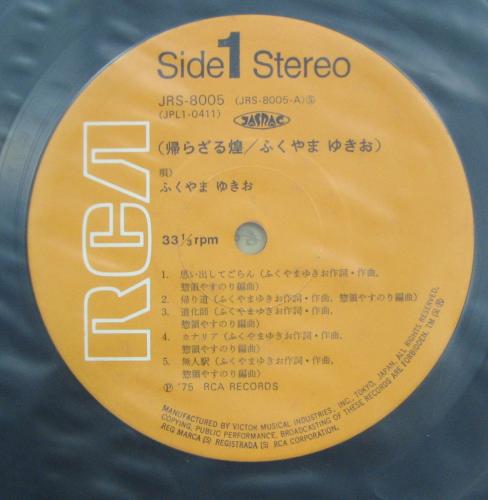 Side 1 Stereo
JRS-8005 (JRS-8005-A)Ⓢ
(JPL1-0411) JASRAC
(帰らざる煌/ふくやま ゆきお)
唄)
ふくやま ゆきお
RCA
33 1/3 rpm
1. 思い出してごらん (ふくやまゆきお作詞・作曲、
惣領やすのり編曲)
2. 帰り道 (ふくやまゆきお作詞・作曲、惣領やすのり編曲)
3. 道化師 (ふくやまゆきお作詞・作曲、
惣領やすのり編曲)
4. カナリア (ふくやまゆきお作詞・作曲、
惣領やすのり編曲)
5. 無人駅 (ふくやまゆきお作詞・作曲、
惣領やすのり編曲)
Ⓟ '75 RCA RECORDS
MANUFACTURED BY VICTOR MUSICAL INDUSTRIES, INC., TOKYO, JAPAN. ALL RIGHTS RESERVED.
COPYING, PUBLIC PERFORMANCE, BROADCASTING OF THESE RECORDS ARE FORBIDDEN. TM(S)Ⓡ
REG MARCA(S) REGISTRADA(S) RCA CORPORATION.